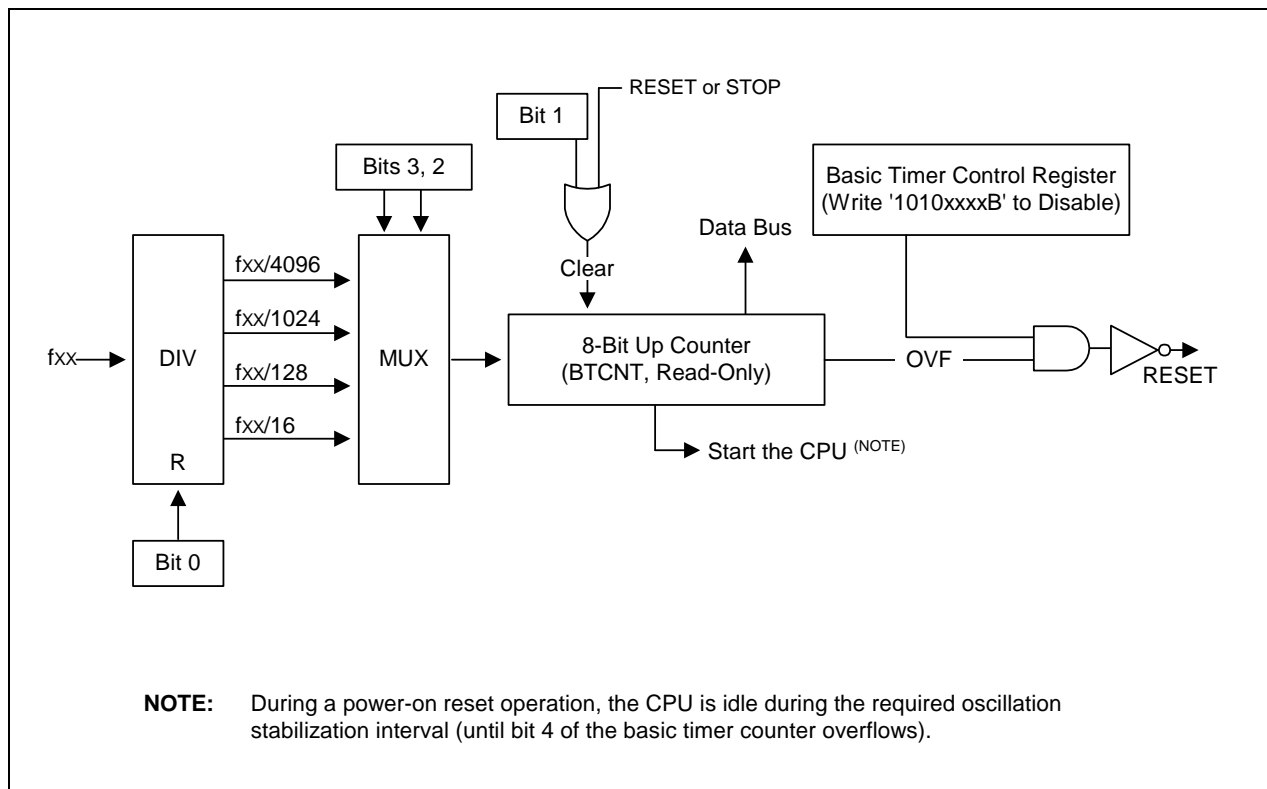 RESET or STOP
Bit 1
Bits 3, 2
Basic Timer Control Register
(Write '1010xxxxB' to Disable)
Data Bus
Clear
fxx
DIV
R
fxx/4096
fxx/1024
fxx/128
fxx/16
MUX
8-Bit Up Counter
(BTCNT, Read-Only)
OVF
RESET
Start the CPU (NOTE)
Bit 0
NOTE: During a power-on reset operation, the CPU is idle during the required oscillation
stabilization interval (until bit 4 of the basic timer counter overflows).